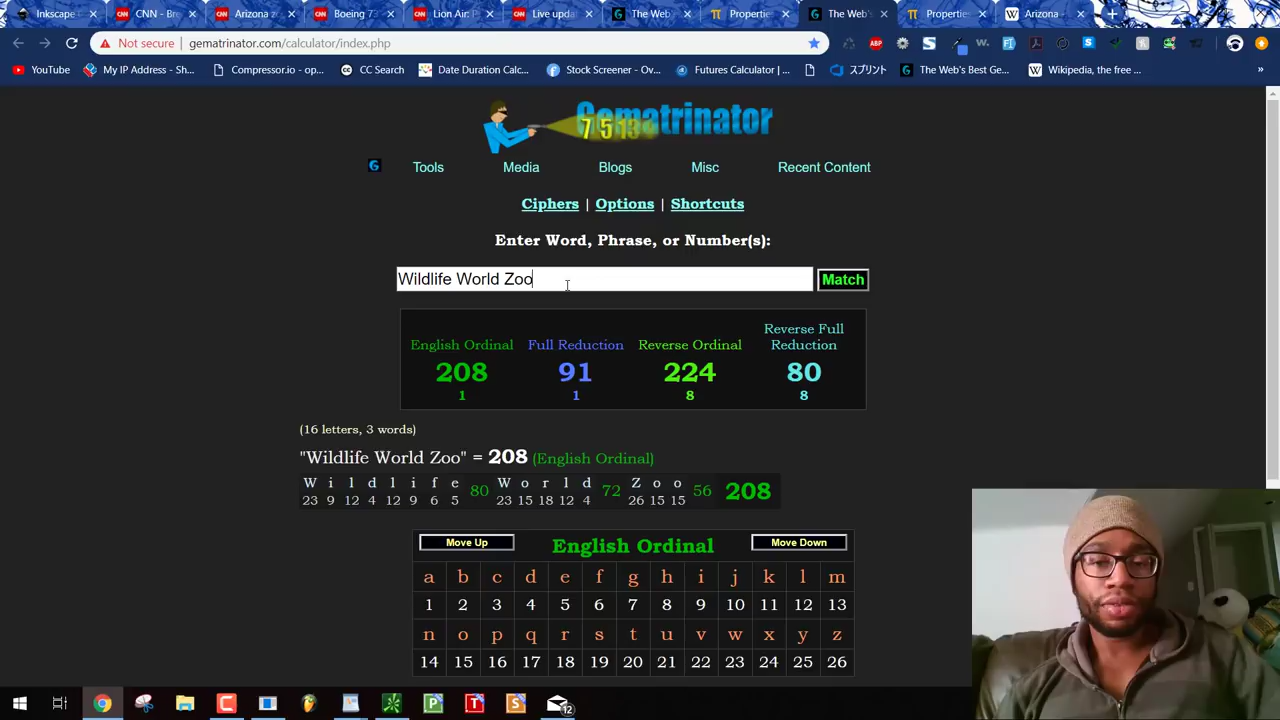 Inkscape
CNN - Bre
Arizona zo
Boeing 73
Lion Air: P
Live upda
The Web
Propertie
The Web's
Propertie
Arizona -
Not secure | gematrinator.com/calculator/index.php
YouTube
My IP Address - Sh...
Compressor.io - op...
CC Search
Date Duration Calc...
Stock Screener - Ov...
Futures Calculator |...
スプリント
The Web's Best Ge...
Wikipedia, the free ...
»
Gematrinator
Tools Media Blogs Misc Recent Content
Ciphers | Options | Shortcuts
Enter Word, Phrase, or Number(s):
Wildlife World Zoo Match
English Ordinal Full Reduction Reverse Ordinal Reverse Full Reduction
208 91 224 80
1 1 8 8
(16 letters, 3 words)
"Wildlife World Zoo" = 208 (English Ordinal)
W i l d l i f e 80 W o r l d 72 Z o o 56 208
23 9 12 4 12 9 6 5 23 15 18 12 4 26 15 15
Move Up English Ordinal Move Down
a b c d e f g h i j k l m
1 2 3 4 5 6 7 8 9 10 11 12 13
n o p q r s t u v w x y z
14 15 16 17 18 19 20 21 22 23 24 25 26
12